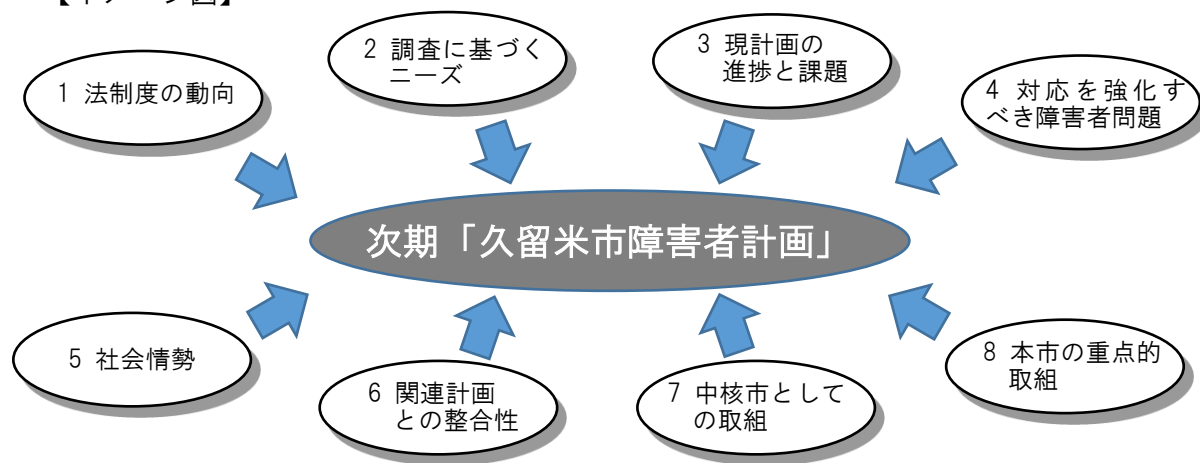 1 法制度の動向
2 調査に基づく
ニーズ
3 現計画の
進捗と課題
4 対応を強化す
べき障害者問題
次期「久留米市障害者計画」
5 社会情勢
6 関連計画
との整合性
7 中核市として
の取組
8 本市の重点的
取組